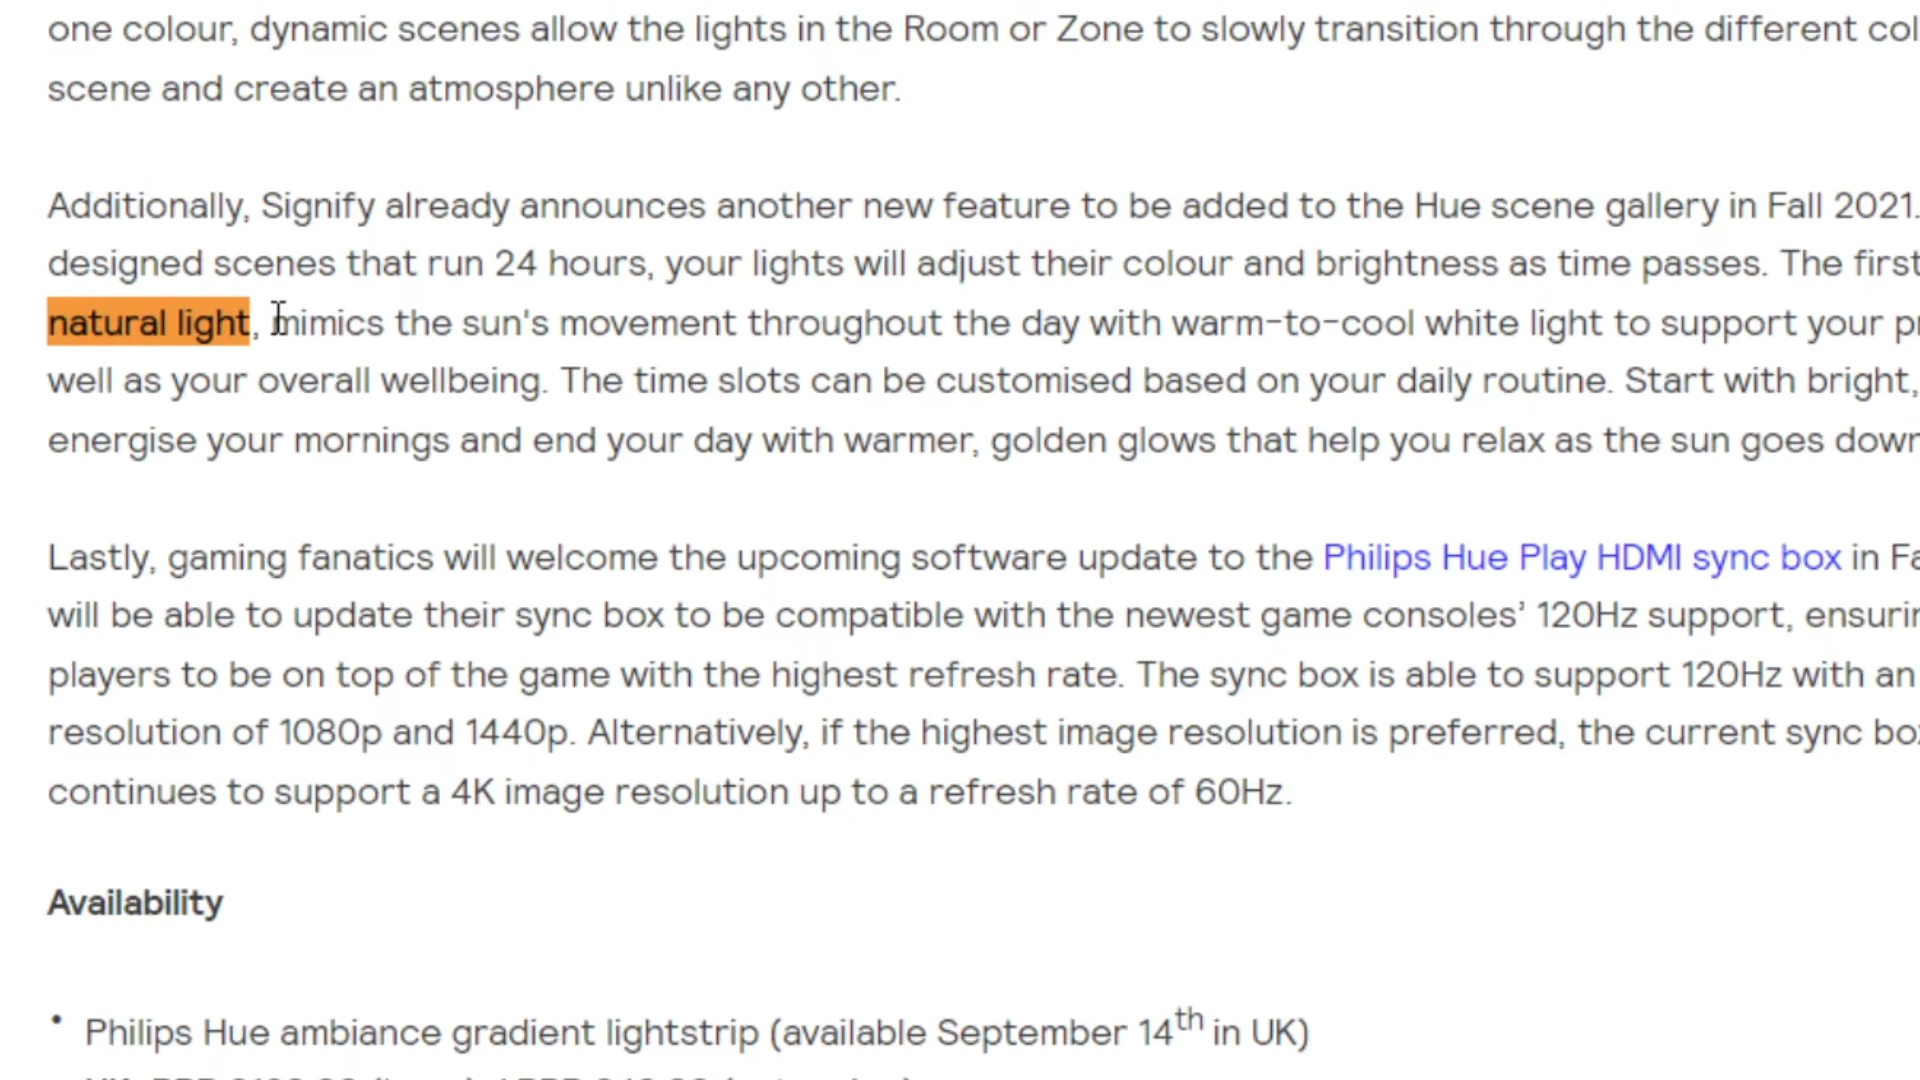 one colour, dynamic scenes allow the lights in the Room or Zone to slowly transition through the different col
scene and create an atmosphere unlike any other.
Additionally, Signify already announces another new feature to be added to the Hue scene gallery in Fall 2021.
designed scenes that run 24 hours, your lights will adjust their colour and brightness as time passes. The first
natural light, mimics the sun's movement throughout the day with warm-to-cool white light to support your pr
well as your overall wellbeing. The time slots can be customised based on your daily routine. Start with bright,
energise your mornings and end your day with warmer, golden glows that help you relax as the sun goes down
Lastly, gaming fanatics will welcome the upcoming software update to the Philips Hue Play HDMI sync box in Fa
will be able to update their sync box to be compatible with the newest game consoles’ 120Hz support, ensurin
players to be on top of the game with the highest refresh rate. The sync box is able to support 120Hz with an
resolution of 1080p and 1440p. Alternatively, if the highest image resolution is preferred, the current sync box
continues to support a 4K image resolution up to a refresh rate of 60Hz.
Availability
• Philips Hue ambiance gradient lightstrip (available September 14th in UK)